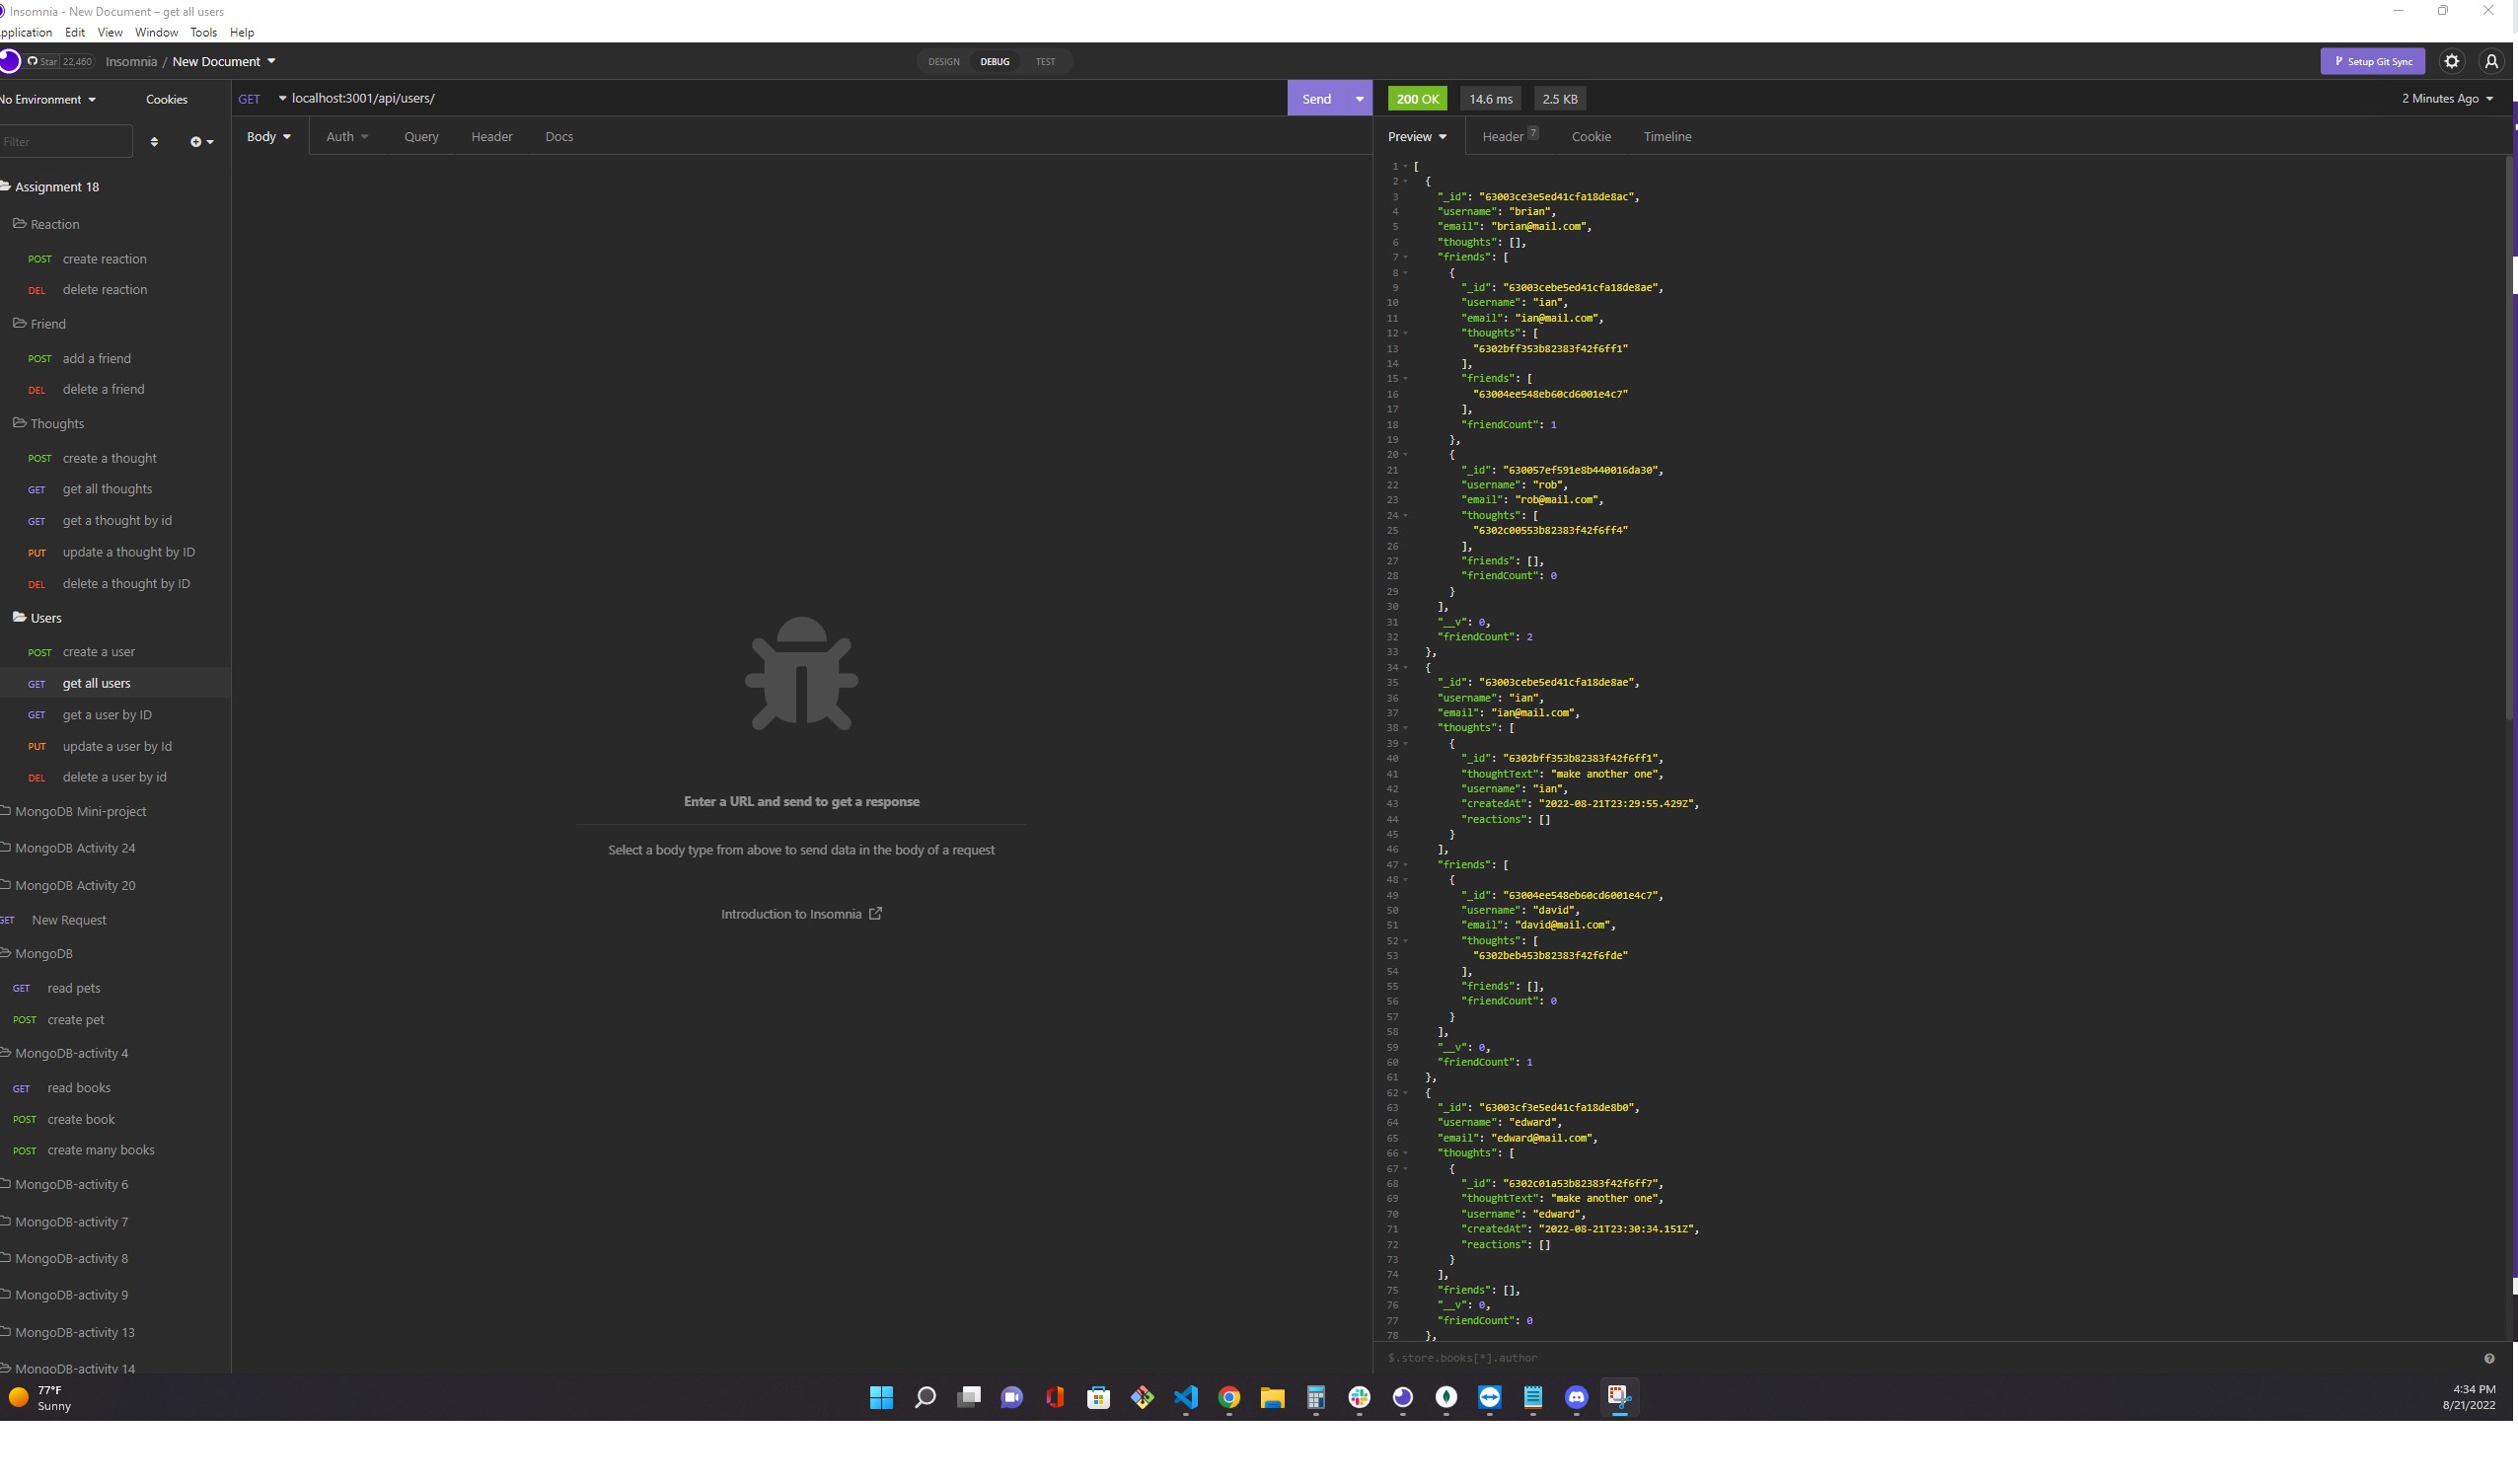 Insomnia - New Document – get all users
pplication Edit View Window Tools Help
Star 22,460 Insomnia / New Document
DESIGN DEBUG TEST
Setup Git Sync
No Environment Cookies
GET localhost:3001/api/users/ Send
200 OK 14.6 ms 2.5 KB 2 Minutes Ago
Filter
Body Auth Query Header Docs
Preview Header 7 Cookie Timeline
Assignment 18
Reaction
POST create reaction
DEL delete reaction
Friend
POST add a friend
DEL delete a friend
Thoughts
POST create a thought
GET get all thoughts
GET get a thought by id
PUT update a thought by ID
DEL delete a thought by ID
Users
POST create a user
GET get all users
GET get a user by ID
PUT update a user by Id
DEL delete a user by id
MongoDB Mini-project
MongoDB Activity 24
MongoDB Activity 20
GET New Request
MongoDB
GET read pets
POST create pet
MongoDB-activity 4
GET read books
POST create book
POST create many books
MongoDB-activity 6
MongoDB-activity 7
MongoDB-activity 8
MongoDB-activity 9
MongoDB-activity 13
MongoDB-activity 14
Enter a URL and send to get a response
Select a body type from above to send data in the body of a request
Introduction to Insomnia
1 [
2 {
3 "_id": "63003ce3e5ed41cfa18de8ac",
4 "username": "brian",
5 "email": "brian@mail.com",
6 "thoughts": [],
7 "friends": [
8 {
9 "_id": "63003cebe5ed41cfa18de8ae",
10 "username": "ian",
11 "email": "ian@mail.com",
12 "thoughts": [
13 "6302bff353b82383f42f6ff1"
14 ],
15 "friends": [
16 "63004ee548eb60cd6001e4c7"
17 ],
18 "friendCount": 1
19 },
20 {
21 "_id": "630057ef591e8b440016da30",
22 "username": "rob",
23 "email": "rob@mail.com",
24 "thoughts": [
25 "6302c00553b82383f42f6ff4"
26 ],
27 "friends": [],
28 "friendCount": 0
29 }
30 ],
31 "__v": 0,
32 "friendCount": 2
33 },
34 {
35 "_id": "63003cebe5ed41cfa18de8ae",
36 "username": "ian",
37 "email": "ian@mail.com",
38 "thoughts": [
39 {
40 "_id": "6302bff353b82383f42f6ff1",
41 "thoughtText": "make another one",
42 "username": "ian",
43 "createdAt": "2022-08-21T23:29:55.429Z",
44 "reactions": []
45 }
46 ],
47 "friends": [
48 {
49 "_id": "63004ee548eb60cd6001e4c7",
50 "username": "david",
51 "email": "david@mail.com",
52 "thoughts": [
53 "6302beb453b82383f42f6fde"
54 ],
55 "friends": [],
56 "friendCount": 0
57 }
58 ],
59 "__v": 0,
60 "friendCount": 1
61 },
62 {
63 "_id": "63003cf3e5ed41cfa18de8b0",
64 "username": "edward",
65 "email": "edward@mail.com",
66 "thoughts": [
67 {
68 "_id": "6302c01a53b82383f42f6ff7",
69 "thoughtText": "make another one",
70 "username": "edward",
71 "createdAt": "2022-08-21T23:30:34.151Z",
72 "reactions": []
73 }
74 ],
75 "friends": [],
76 "__v": 0,
77 "friendCount": 0
78 },
$.store.books[*].author
77°F
Sunny
4:34 PM
8/21/2022